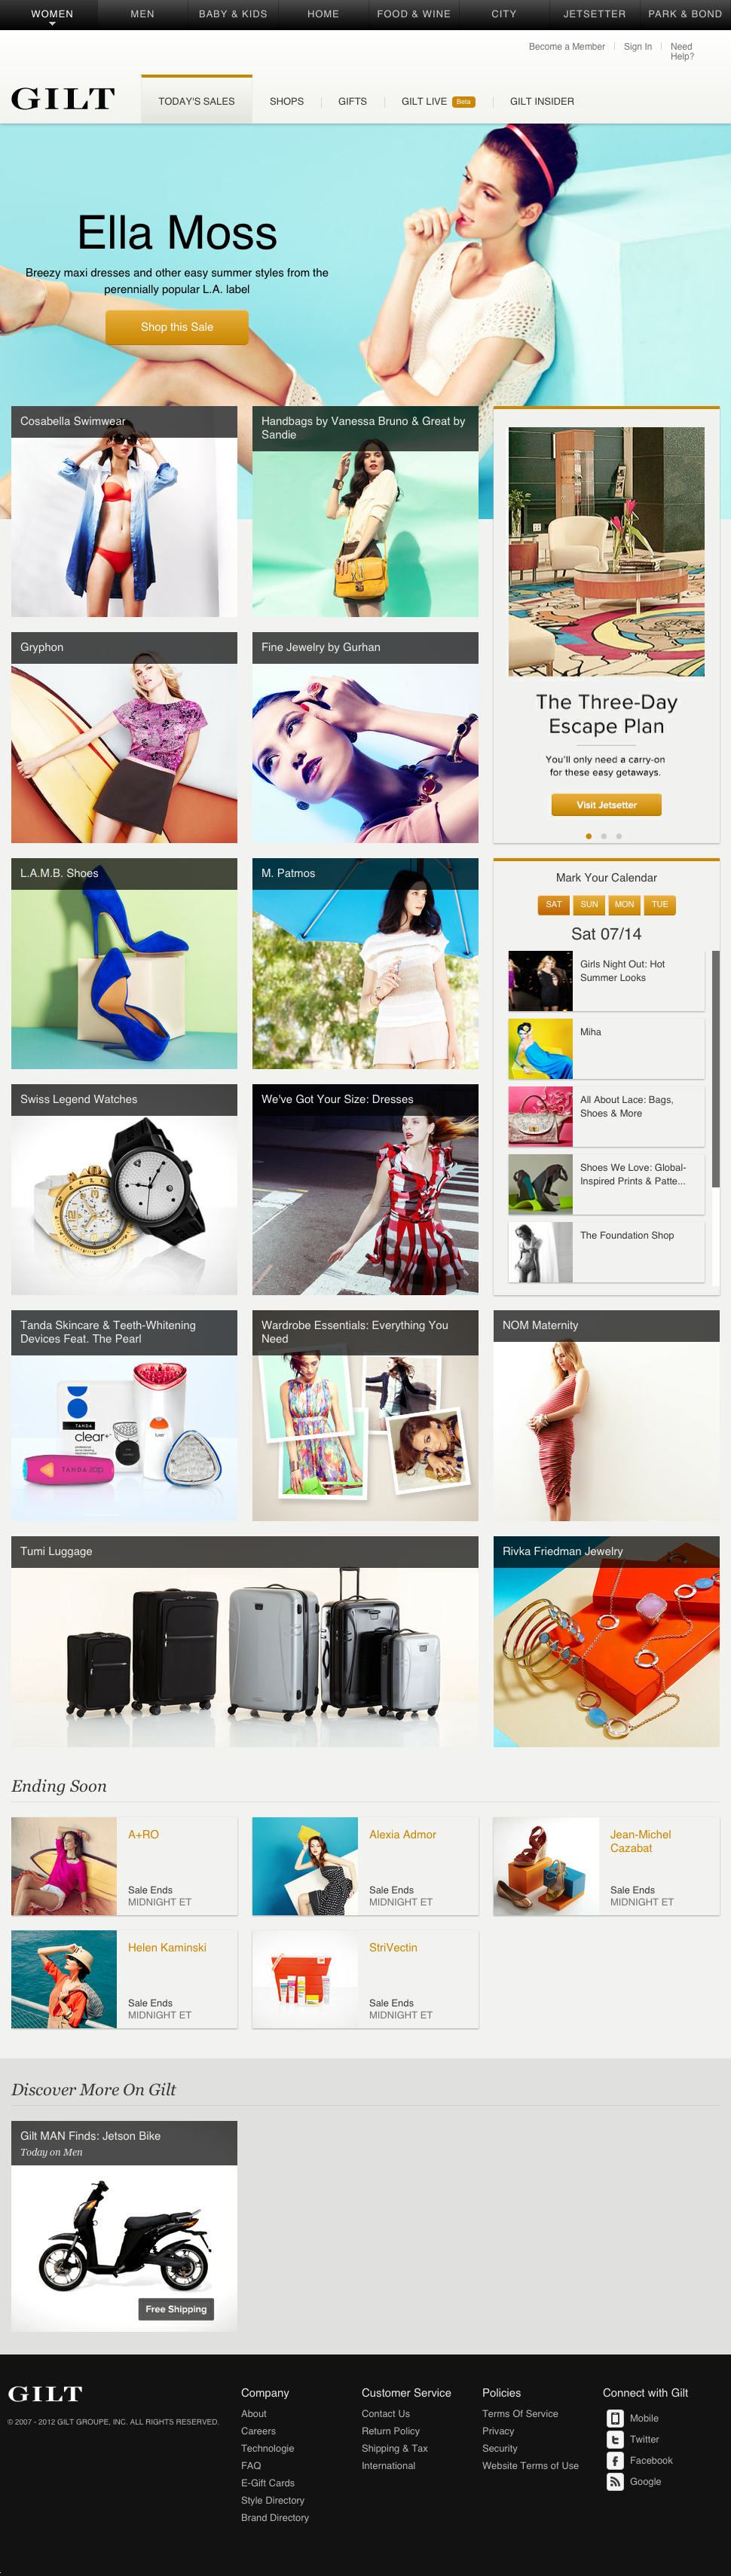 WOMEN MEN BABY & KIDS HOME FOOD & WINE CITY JETSETTER PARK & BOND
Become a Member Sign In Need
Help?
GILT TODAY'S SALES SHOPS GIFTS GILT LIVE Beta GILT INSIDER
Ella Moss
Breezy maxi dresses and other easy summer styles from the
perennially popular L.A. label
Shop this Sale
Cosabella Swimwear
Handbags by Vanessa Bruno & Great by
Sandie
The Three-Day
Escape Plan
You'll only need a carry-on
for these easy getaways.
Visit Jetsetter
Gryphon
Fine Jewelry by Gurhan
L.A.M.B. Shoes
M. Patmos
Mark Your Calendar
SAT SUN MON TUE
Sat 07/14
Girls Night Out: Hot
Summer Looks
Miha
All About Lace: Bags,
Shoes & More
Shoes We Love: Global-
Inspired Prints & Patte...
The Foundation Shop
Swiss Legend Watches
We've Got Your Size: Dresses
Tanda Skincare & Teeth-Whitening
Devices Feat. The Pearl
TANDA
clear+
TANDA zap
Wardrobe Essentials: Everything You
Need
NOM Maternity
Tumi Luggage
Rivka Friedman Jewelry
Ending Soon
A+RO
Sale Ends
MIDNIGHT ET
Alexia Admor
Sale Ends
MIDNIGHT ET
Jean-Michel
Cazabat
Sale Ends
MIDNIGHT ET
Helen Kaminski
Sale Ends
MIDNIGHT ET
StriVectin
Sale Ends
MIDNIGHT ET
Discover More On Gilt
Gilt MAN Finds: Jetson Bike
Today on Men
Free Shipping
GILT
© 2007 - 2012 GILT GROUPE, INC. ALL RIGHTS RESERVED.
Company
About
Careers
Technologie
FAQ
E-Gift Cards
Style Directory
Brand Directory
Customer Service
Contact Us
Return Policy
Shipping & Tax
International
Policies
Terms Of Service
Privacy
Security
Website Terms of Use
Connect with Gilt
Mobile
Twitter
Facebook
Google